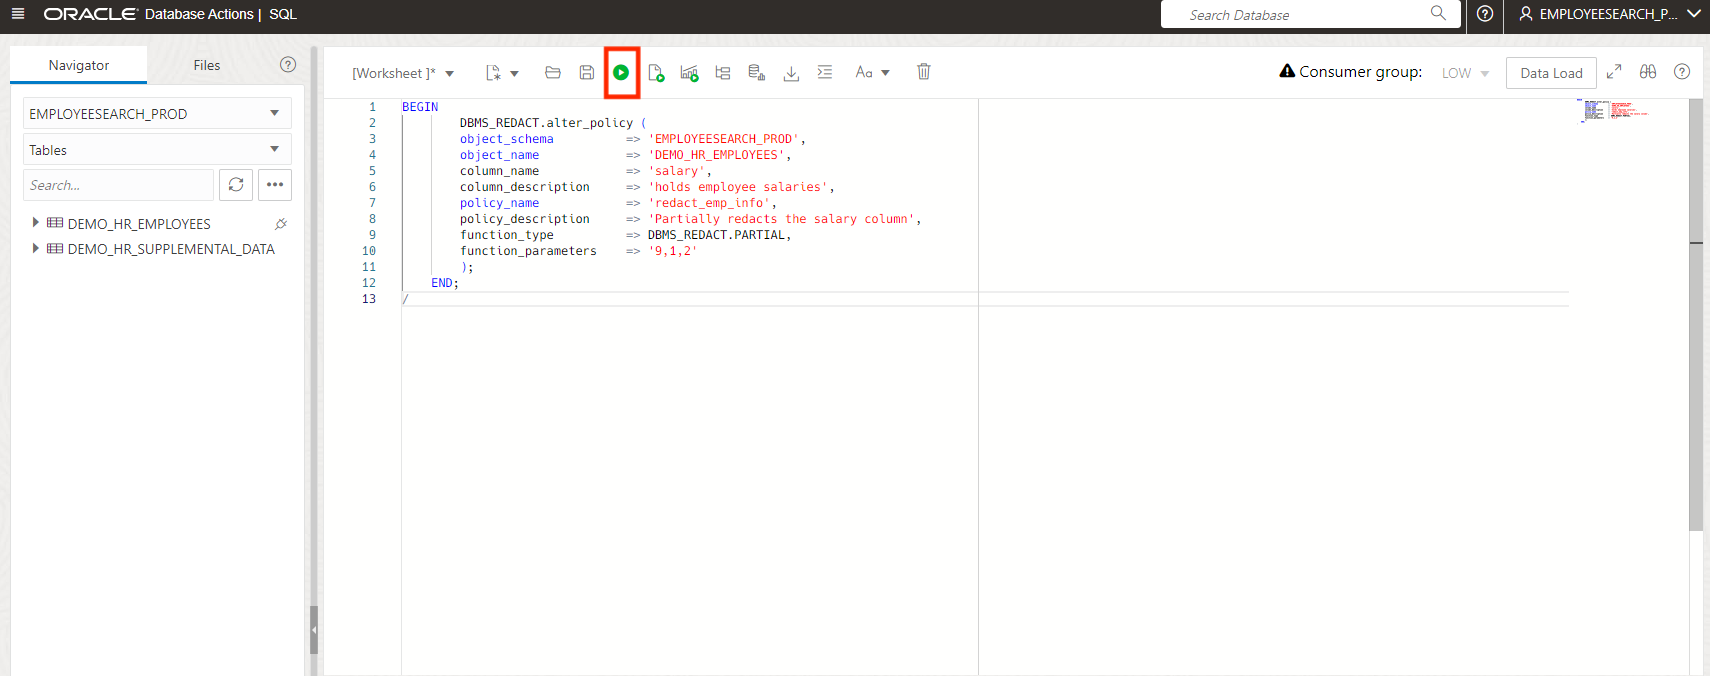 ORACLE Database Actions | SQL
Search Database
EMPLOYEESEARCH_P...
Navigator
Files
EMPLOYEESEARCH_PROD
Tables
Search...
DEMO_HR_EMPLOYEES
DEMO_HR_SUPPLEMENTAL_DATA
[Worksheet ]*
Aa
Consumer group: LOW
Data Load
1 BEGIN
2 DBMS_REDACT.alter_policy (
3 object_schema => 'EMPLOYEESEARCH_PROD',
4 object_name => 'DEMO_HR_EMPLOYEES',
5 column_name => 'salary',
6 column_description => 'holds employee salaries',
7 policy_name => 'redact_emp_info',
8 policy_description => 'Partially redacts the salary column',
9 function_type => DBMS_REDACT.PARTIAL,
10 function_parameters => '9,1,2'
11 );
12 END;
13 /